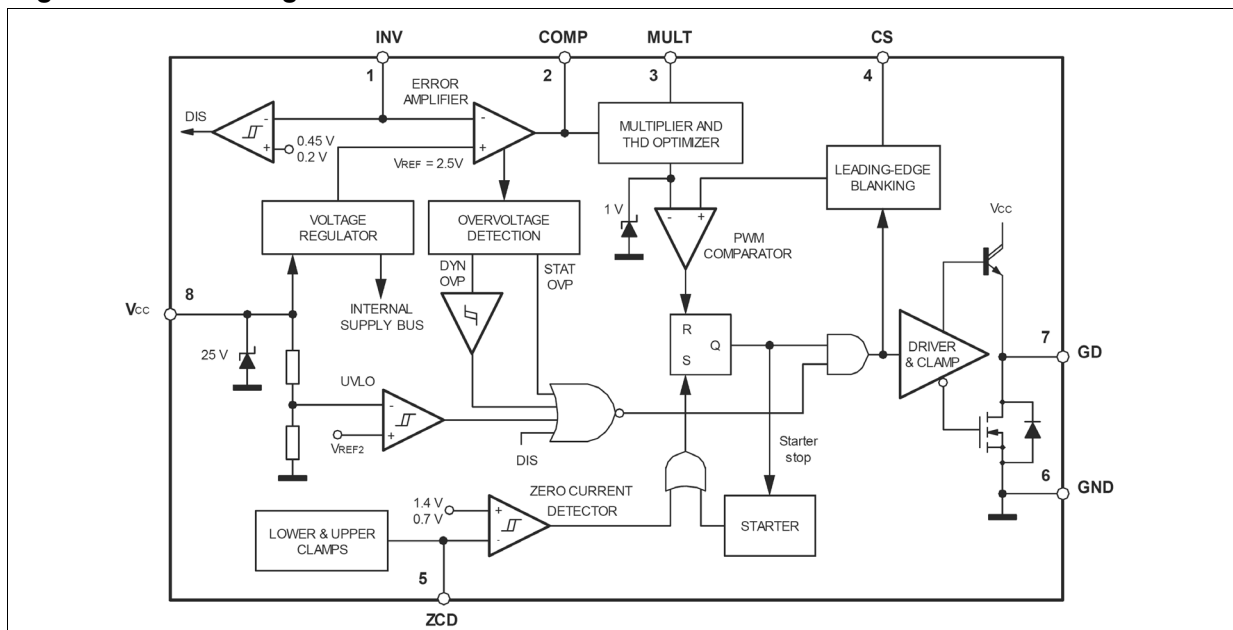 INV
COMP
MULT
CS
1
2
3
4
ERROR
AMPLIFIER
DIS
-
+
0.45 V
0.2 V
-
+
VREF = 2.5V
MULTIPLIER AND
THD OPTIMIZER
LEADING-EDGE
BLANKING
VOLTAGE
REGULATOR
OVERVOLTAGE
DETECTION
1 V
-
+
PWM
COMPARATOR
Vcc
DYN
OVP
STAT
OVP
INTERNAL
SUPPLY BUS
8
Vcc
25 V
R
S
Q
DRIVER
& CLAMP
7
GD
UVLO
-
+
VREF2
DIS
Starter
stop
6
GND
1.4 V
0.7 V
+
-
ZERO CURRENT
DETECTOR
LOWER & UPPER
CLAMPS
STARTER
5
ZCD